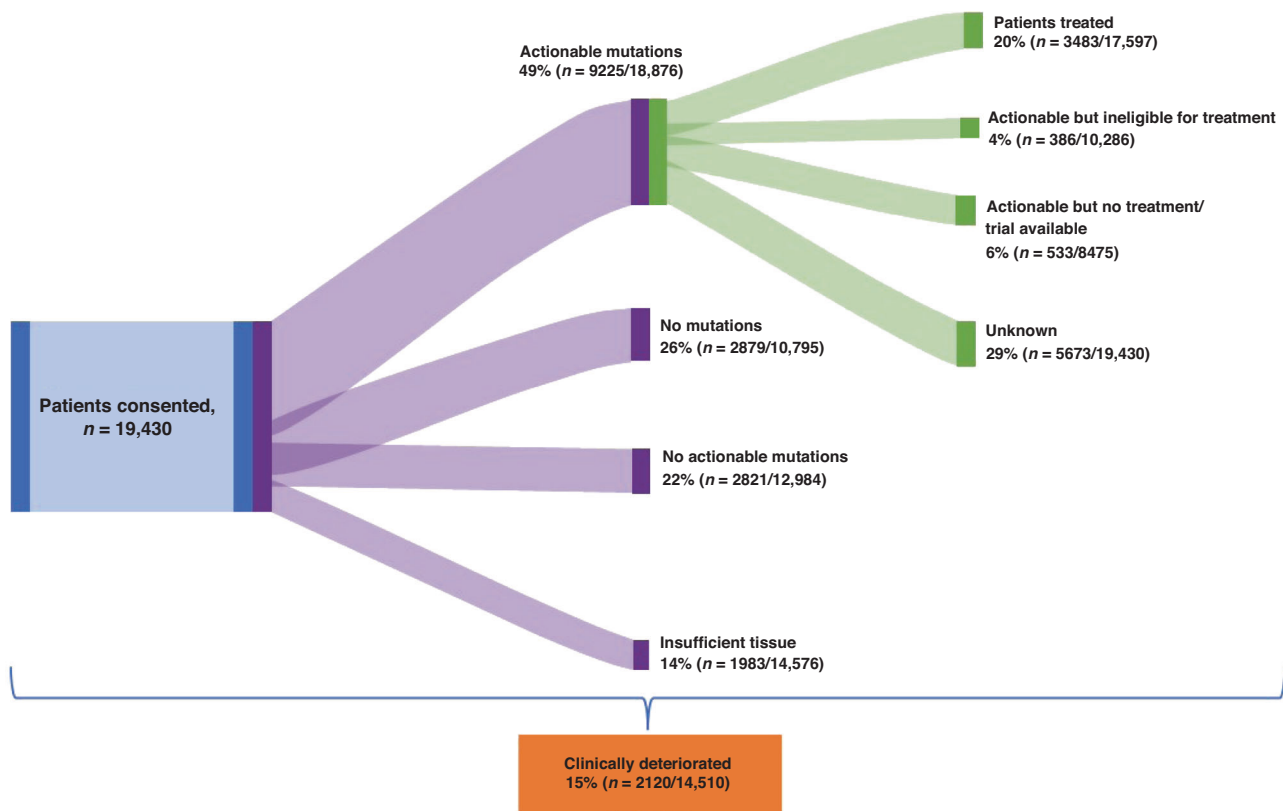 Patients treated
20% (n = 3483/17,597)
Actionable mutations
49% (n = 9225/18,876)
Actionable but ineligible for treatment
4% (n = 386/10,286)
Actionable but no treatment/
trial available
6% (n = 533/8475)
No mutations
26% (n = 2879/10,795)
Unknown
29% (n = 5673/19,430)
Patients consented,
n = 19,430
No actionable mutations
22% (n = 2821/12,984)
Insufficient tissue
14% (n = 1983/14,576)
Clinically deteriorated
15% (n = 2120/14,510)